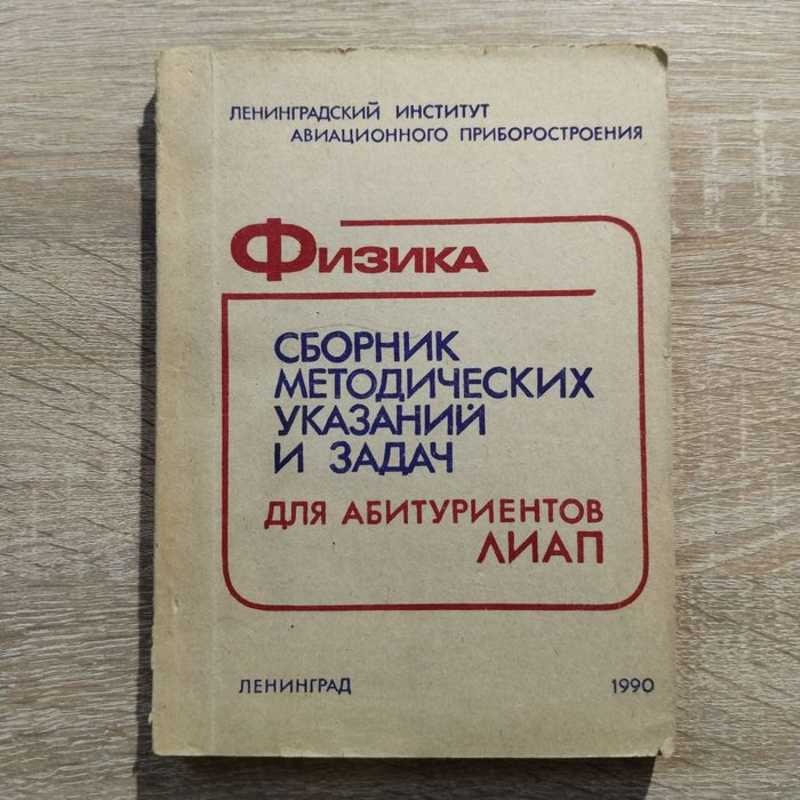 ЛЕНИНГРАДСКИЙ ИНСТИТУТ
АВИАЦИОННОГО ПРИБОРОСТРОЕНИЯ
ФИЗИКА
СБОРНИК
МЕТОДИЧЕСКИХ
УКАЗАНИЙ
И ЗАДАЧ
ДЛЯ АБИТУРИЕНТОВ
ЛИАП
ЛЕНИНГРАД 1990